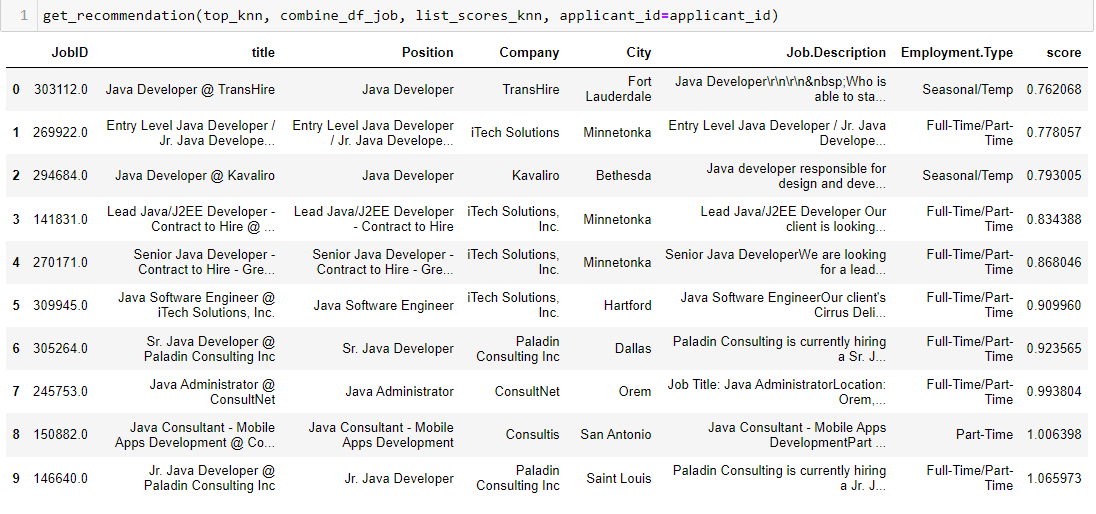 1 get_recommendation(top_knn, combine_df_job, list_scores_knn, applicant_id=applicant_id)
JobID title Position Company City Job.Description Employment.Type score
0 303112.0 Java Developer @ TransHire Java Developer TransHire Fort Lauderdale Java Developer\r\n\r\n&nbsp;Who is able to sta... Seasonal/Temp 0.762068
1 269922.0 Entry Level Java Developer / Jr. Java Develope... Entry Level Java Developer / Jr. Java Develope... iTech Solutions Minnetonka Entry Level Java Developer / Jr. Java Develope... Full-Time/Part-Time 0.778057
2 294684.0 Java Developer @ Kavaliro Java Developer Kavaliro Bethesda Java developer responsible for design and deve... Seasonal/Temp 0.793005
3 141831.0 Lead Java/J2EE Developer - Contract to Hire @ ... Lead Java/J2EE Developer - Contract to Hire iTech Solutions, Inc. Minnetonka Lead Java/J2EE Developer Our client is looking... Full-Time/Part-Time 0.834388
4 270171.0 Senior Java Developer - Contract to Hire - Gre... Senior Java Developer - Contract to Hire - Gre... iTech Solutions, Inc. Minnetonka Senior Java DeveloperWe are looking for a lead... Full-Time/Part-Time 0.868046
5 309945.0 Java Software Engineer @ iTech Solutions, Inc. Java Software Engineer iTech Solutions, Inc. Hartford Java Software EngineerOur client's Cirrus Deli... Full-Time/Part-Time 0.909960
6 305264.0 Sr. Java Developer @ Paladin Consulting Inc Sr. Java Developer Paladin Consulting Inc Dallas Paladin Consulting is currently hiring a Sr. J... Full-Time/Part-Time 0.923565
7 245753.0 Java Administrator @ ConsultNet Java Administrator ConsultNet Orem Job Title: Java AdministratorLocation: Orem,... Full-Time/Part-Time 0.993804
8 150882.0 Java Consultant - Mobile Apps Development @ Co... Java Consultant - Mobile Apps Development Consultis San Antonio Java Consultant - Mobile Apps DevelopmentPart ... Part-Time 1.006398
9 146640.0 Jr. Java Developer @ Paladin Consulting Inc Jr. Java Developer Paladin Consulting Inc Saint Louis Paladin Consulting is currently hiring a Jr. J... Full-Time/Part-Time 1.065973